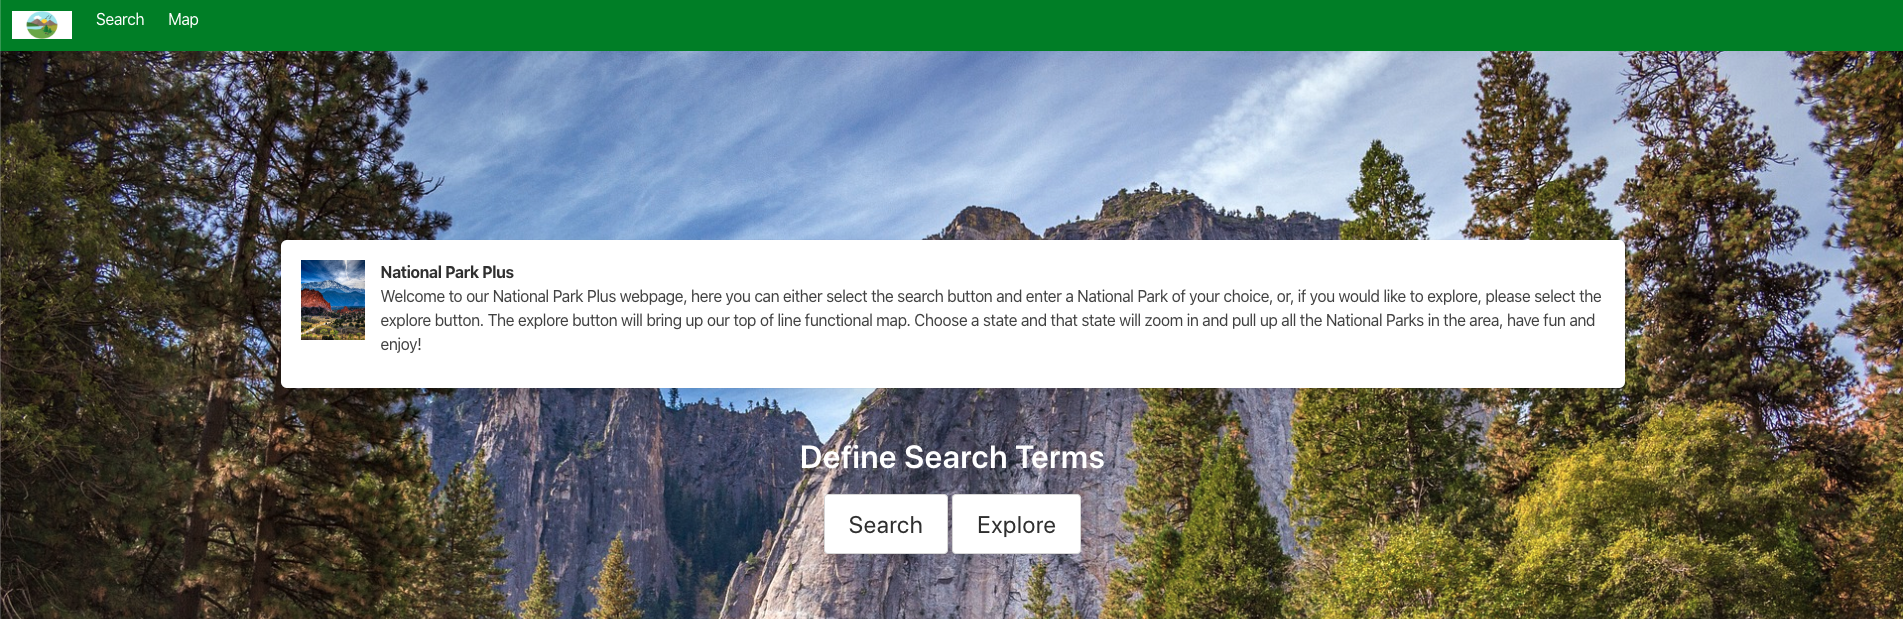 Search Map
National Park Plus
Welcome to our National Park Plus webpage, here you can either select the search button and enter a National Park of your choice, or, if you would like to explore, please select the
explore button. The explore button will bring up our top of line functional map. Choose a state and that state will zoom in and pull up all the National Parks in the area, have fun and
enjoy!
Define Search Terms
Search Explore